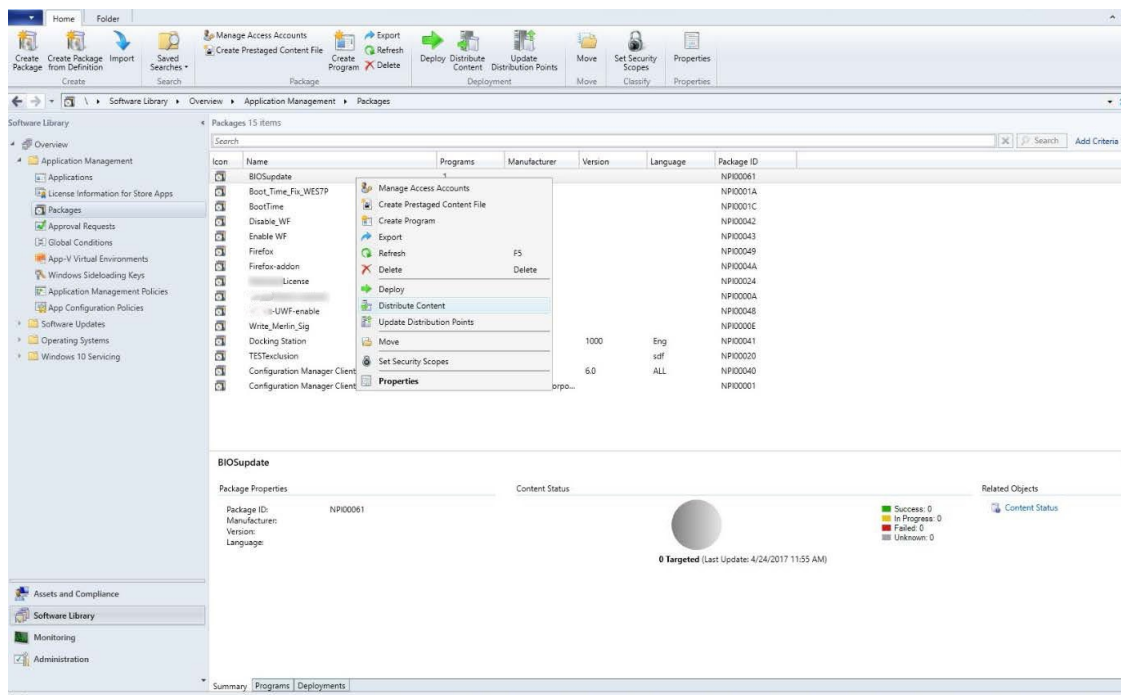 Home Folder
Create Package
Create Package from Definition
Import
Saved Searches
Manage Access Accounts
Create Prestaged Content File
Create Program
Export
Refresh
Delete
Deploy
Distribute Content
Update Distribution Points
Move
Set Security Scopes
Properties
Create Search Package Deployment Move Classify Properties
\ Software Library Overview Application Management Packages
Software Library
Overview
Application Management
Applications
License Information for Store Apps
Packages
Approval Requests
Global Conditions
App-V Virtual Environments
Windows Sideloading Keys
Application Management Policies
App Configuration Policies
Software Updates
Operating Systems
Windows 10 Servicing
Assets and Compliance
Software Library
Monitoring
Administration
Packages 15 items
Search Search Add Criteria
Icon Name Programs Manufacturer Version Language Package ID
BIOSupdate 1 NPI00061
Boot_Time_Fix_WES7P NPI0001A
BootTime NPI0001C
Disable_WF NPI00042
Enable WF NPI00043
Firefox NPI00049
Firefox-addon NPI0004A
License NPI00024
NPI0000A
-UWF-enable NPI00048
Write_Merlin_Sig NPI0000E
Docking Station 1000 Eng NPI00041
TESTexclusion sdf NPI00020
Configuration Manager Client 6.0 ALL NPI00040
Configuration Manager Client orpo... NPI00001
Manage Access Accounts
Create Prestaged Content File
Create Program
Export
Refresh F5
Delete Delete
Deploy
Distribute Content
Update Distribution Points
Move
Set Security Scopes
Properties
BIOSupdate
Package Properties
Package ID: NPI00061
Manufacturer:
Version:
Language:
Content Status
Success: 0
In Progress: 0
Failed: 0
Unknown: 0
0 Targeted (Last Update: 4/24/2017 11:55 AM)
Related Objects
Content Status
Summary Programs Deployments